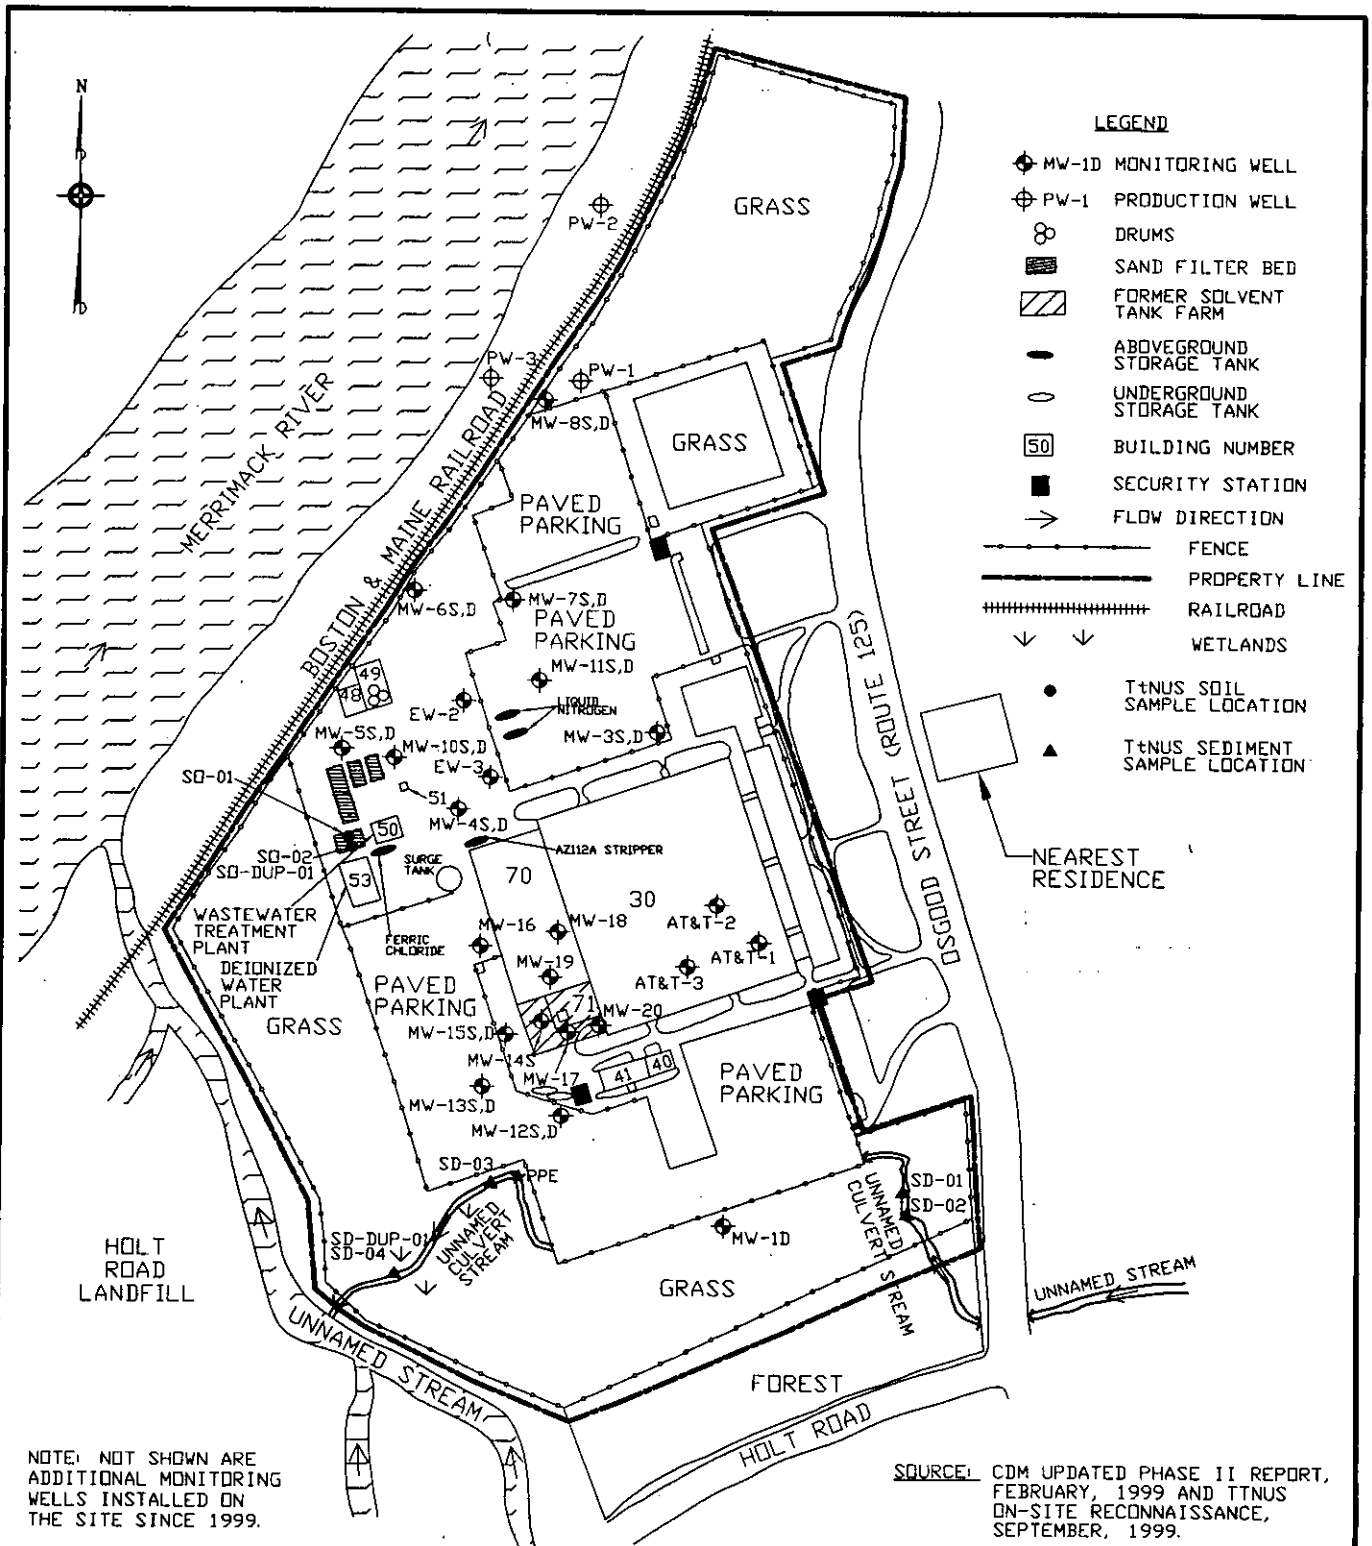 N
LEGEND
MW-1D MONITORING WELL
PW-1 PRODUCTION WELL
DRUMS
SAND FILTER BED
FORMER SOLVENT
TANK FARM
ABOVEGROUND
STORAGE TANK
UNDERGROUND
STORAGE TANK
50 BUILDING NUMBER
SECURITY STATION
FLOW DIRECTION
FENCE
PROPERTY LINE
RAILROAD
WETLANDS
TtNUS SOIL
SAMPLE LOCATION
TtNUS SEDIMENT
SAMPLE LOCATION
GRASS
PW-2
PW-3
PW-1
MW-8S,D
GRASS
MERRIMACK RIVER
BOSTON & MAINE RAILROAD
PAVED
PARKING
MW-6S,D
MW-7S,D
PAVED
PARKING
MW-11S,D
49
48
EW-2
LIQUID
NITROGEN
MW-3S,D
MW-5S,D
MW-10S,D
EW-3
SO-01
51
MW-4S,D
50
SO-02
SO-DUP-01
SURGE
TANK
AZ112A STRIPPER
53
70
30
OSGOOD STREET (ROUTE 125)
NEAREST
RESIDENCE
WASTEWATER
TREATMENT
PLANT
FERRIC
CHLORIDE
DEIONIZED
WATER
PLANT
MW-16
MW-18
AT&T-2
AT&T-1
AT&T-3
MW-19
PAVED
PARKING
GRASS
71
MW-20
MW-15S,D
MW-14S
MW-17
41
40
PAVED
PARKING
MW-13S,D
MW-12S,D
SD-03
PPE
SD-01
SD-02
UNNAMED
CULVERT
STREAM
SD-DUP-01
SD-04
UNNAMED
CULVERT
STREAM
MW-1D
HOLT
ROAD
LANDFILL
GRASS
UNNAMED STREAM
UNNAMED STREAM
FOREST
HOLT ROAD
NOTE: NOT SHOWN ARE
ADDITIONAL MONITORING
WELLS INSTALLED ON
THE SITE SINCE 1999.
SOURCE: CDM UPDATED PHASE II REPORT,
FEBRUARY, 1999 AND TTNUS
ON-SITE RECONNAISSANCE,
SEPTEMBER, 1999.